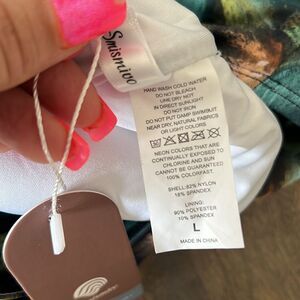 Smismivo
HAND WASH COLD WATER
DO NOT BLEACH
LINE DRY NOT
IN DIRECT SUNLIGHT
DO NOT IRON
DO NOT PUT DAMP SWIMSUIT
NEAR DRY, NATURAL FABRICS
OR LIGHT COLORS.
NEON COLORS THAT ARE
CONTINUALLY EXPOSED TO
CHLORINE AND SUN
CANNOT BE GUARANTEED
100% COLORFAST.
SHELL:82% NYLON
18% SPANDEX
LINING:
90% POLYESTER
10% SPANDEX
L
MADE IN CHINA